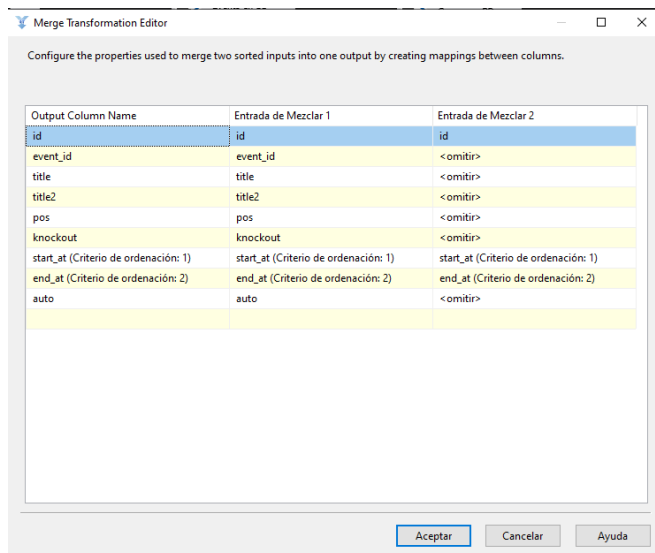 Merge Transformation Editor
Configure the properties used to merge two sorted inputs into one output by creating mappings between columns.
Output Column Name Entrada de Mezclar 1 Entrada de Mezclar 2
id id id
event_id event_id <omitir>
title title <omitir>
title2 title2 <omitir>
pos pos <omitir>
knockout knockout <omitir>
start_at (Criterio de ordenación: 1) start_at (Criterio de ordenación: 1) start_at (Criterio de ordenación: 1)
end_at (Criterio de ordenación: 2) end_at (Criterio de ordenación: 2) end_at (Criterio de ordenación: 2)
auto auto <omitir>
Aceptar Cancelar Ayuda